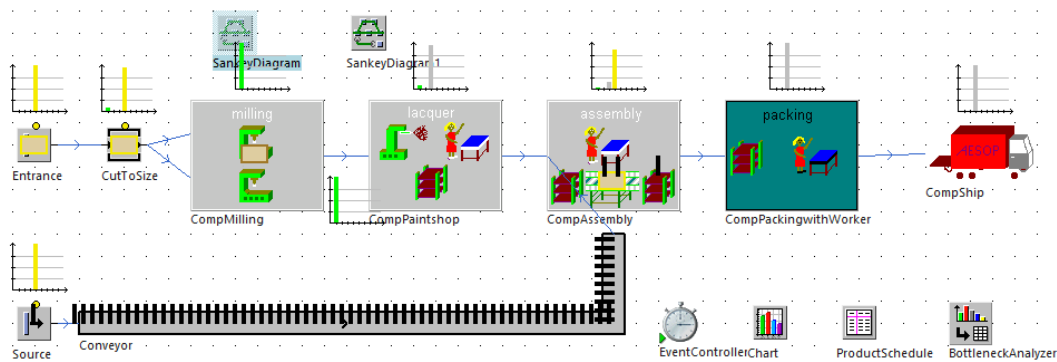 SankeyDiagram
SankeyDiagram1
milling
lacquer
assembly
packing
AESOP
Entrance
CutToSize
CompMilling
CompPaintshop
CompAssembly
CompPackingwithWorker
CompShip
Source
Conveyor
EventController
Chart
ProductSchedule
BottleneckAnalyzer